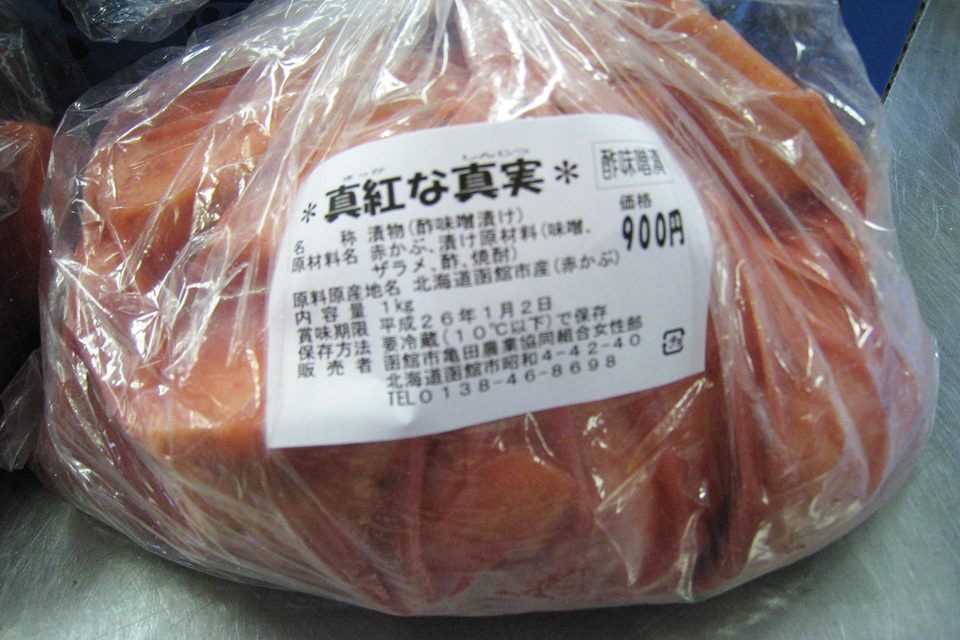 まっか しんじつ
*真紅な真実*
酢味噌漬
価格
900円
名称 漬物(酢味噌漬け)
原材料名 赤かぶ、漬け原材料(味噌、
ザラメ、酢、焼酎)
原料原産地名 北海道函館市産(赤かぶ)
内容量 1kg
賞味期限 平成26年1月2日
保存方法 要冷蔵(10℃以下)で保存
販売者 函館市亀田農業協同組合女性部
北海道函館市昭和4-42-40
TEL0138-46-8698
プラ